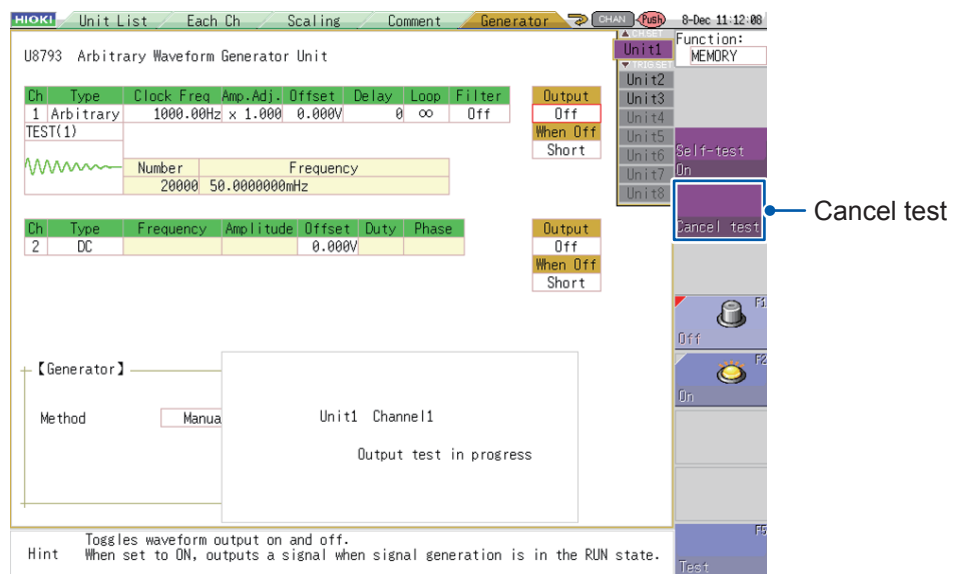 HIOKI Unit List Each Ch Scaling Comment Generator CHAN Push 8-Dec 11:12:08
▲CH.SET
Unit1
▼TRIG.SET
Unit2
Unit3
Unit4
Unit5
Unit6
Unit7
Unit8
Function:
MEMORY
U8793 Arbitrary Waveform Generator Unit
Ch Type Clock Freq Amp.Adj. Offset Delay Loop Filter
1 Arbitrary 1000.00Hz x 1.000 0.000V 0 ∞ Off
TEST(1)
Number Frequency
20000 50.0000000mHz
Output
Off
When Off
Short
Ch Type Frequency Amplitude Offset Duty Phase
2 DC 0.000V
Output
Off
When Off
Short
Self-test
On
Cancel test
Cancel test
F1
Off
F2
On
【Generator】
Method Manua
Unit1 Channel1
Output test in progress
F5
Test
Hint Toggles waveform output on and off.
When set to ON, outputs a signal when signal generation is in the RUN state.